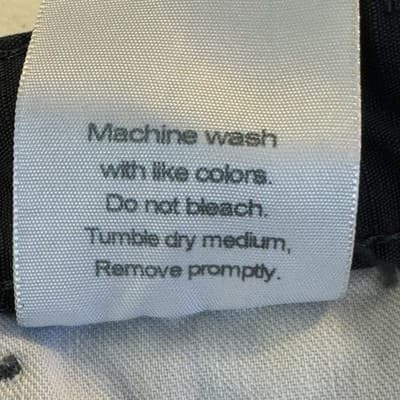 Machine wash
with like colors.
Do not bleach.
Tumble dry medium,
Remove promptly.